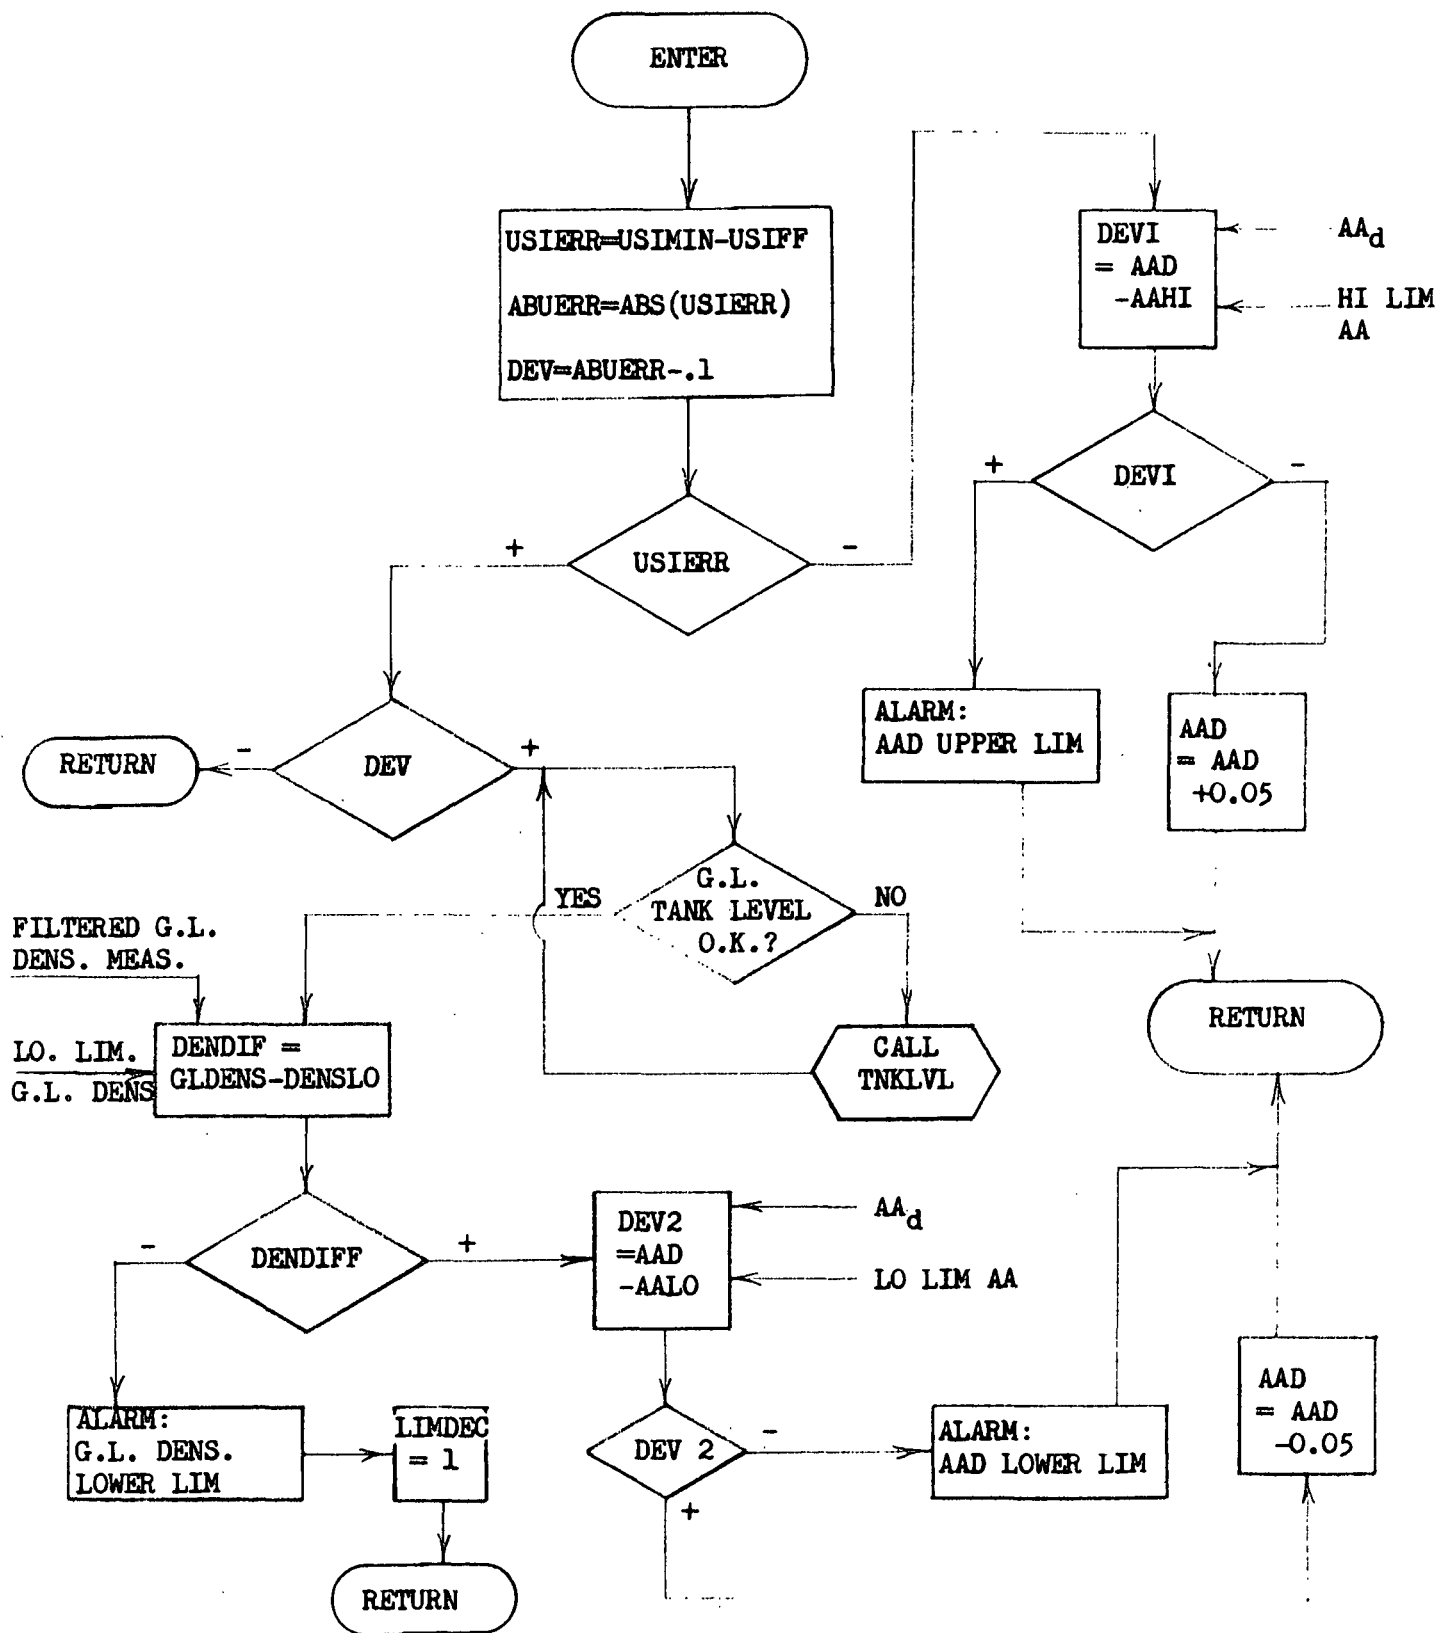 ENTER
USIERR=USIMIN-USIFF
ABUERR=ABS(USIERR)
DEV=ABUERR-.1
DEVI
= AAD
-AAHI
AAd
HI LIM
AA
+
DEVI
-
+
USIERR
-
ALARM:
AAD UPPER LIM
AAD
= AAD
+0.05
RETURN
-
DEV
+
G.L.
TANK LEVEL
O.K.?
YES
NO
FILTERED G.L.
DENS. MEAS.
LO. LIM.
G.L. DENS
DENDIF =
GLDENS-DENSLO
CALL
TNKLVL
RETURN
-
DENDIFF
+
DEV2
=AAD
-AALO
AAd
LO LIM AA
AAD
= AAD
-0.05
ALARM:
G.L. DENS.
LOWER LIM
LIMDEC
= 1
DEV 2
-
+
ALARM:
AAD LOWER LIM
RETURN